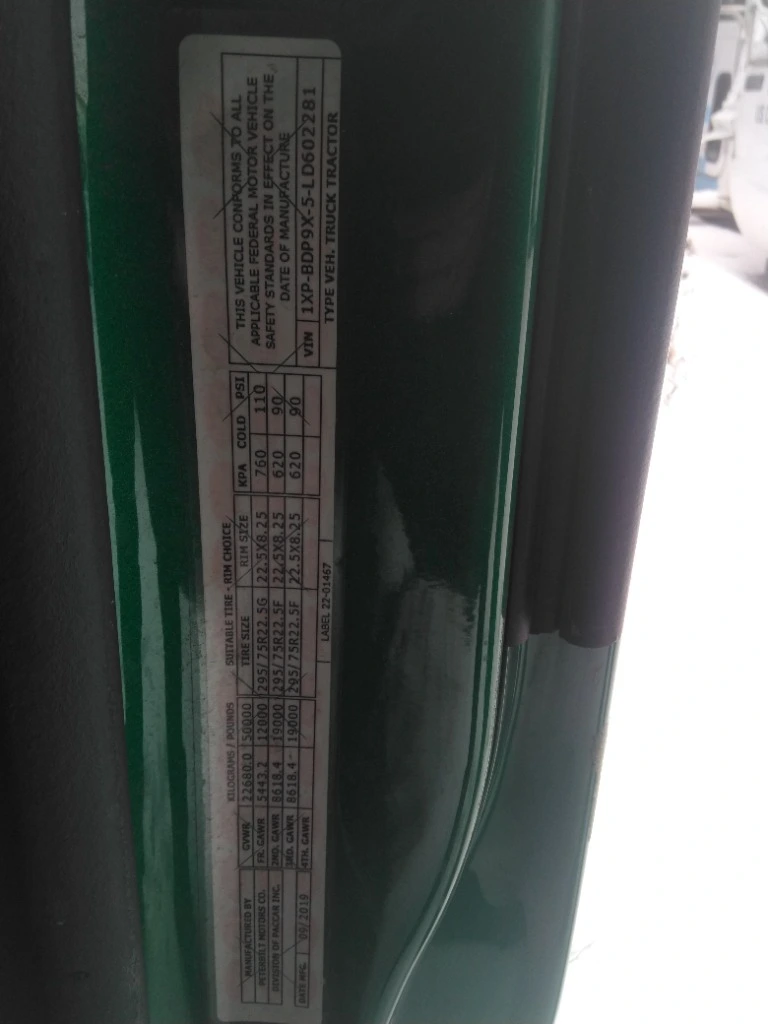 MANUFACTURED BY
PETERBILT MOTORS CO.
DIVISION OF PACCAR INC.
DATE MFG. 09/2019
KILOGRAMS / POUNDS
GVWR 22680.0 50000
FR. GAWR 5443.2 12000
2ND. GAWR 8618.4 19000
3RD. GAWR 8618.4 19000
4TH. GAWR
SUITABLE TIRE - RIM CHOICE
TIRE SIZE RIM SIZE KPA COLD PSI
295/75R22.5G 22.5X8.25 760 110
295/75R22.5F 22.5X8.25 620 90
295/75R22.5F 22.5X8.25 620 90
LABEL 22-01467
THIS VEHICLE CONFORMS TO ALL
APPLICABLE FEDERAL MOTOR VEHICLE
SAFETY STANDARDS IN EFFECT ON THE
DATE OF MANUFACTURE
VIN 1XP-BDP9X-5-LD602281
TYPE VEH. TRUCK TRACTOR